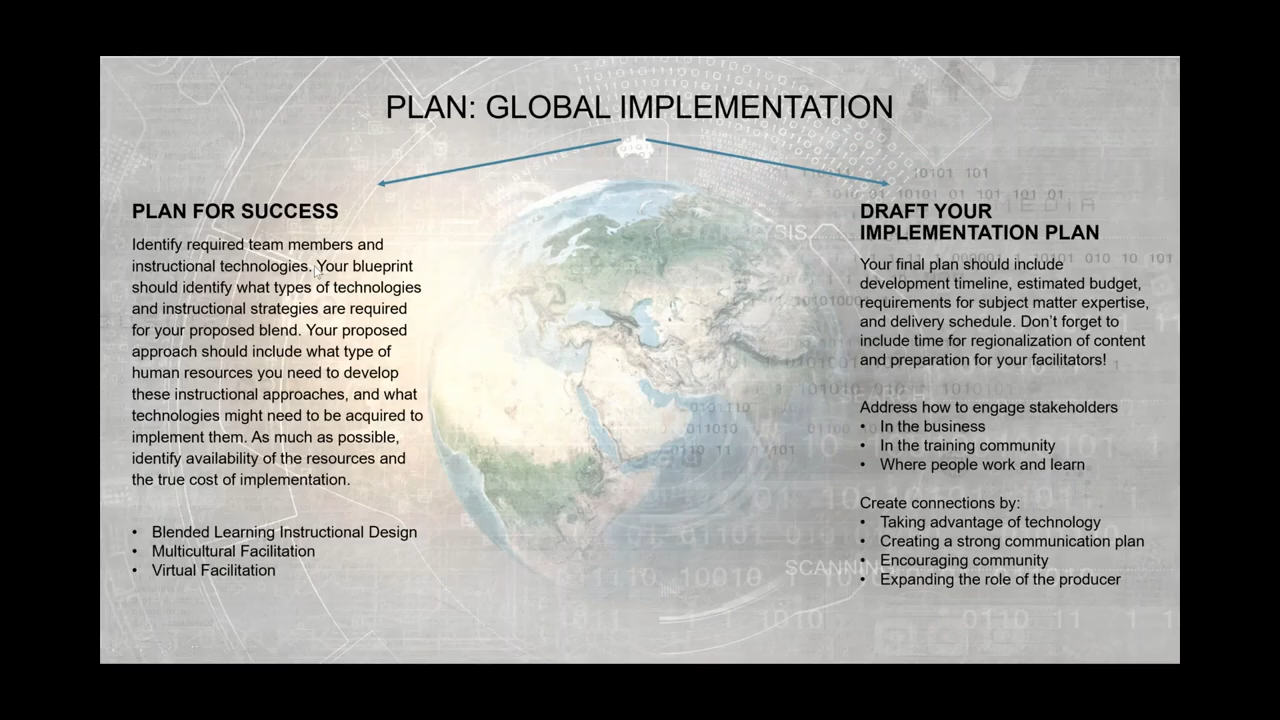 PLAN: GLOBAL IMPLEMENTATION
PLAN FOR SUCCESS
Identify required team members and
instructional technologies. Your blueprint
should identify what types of technologies
and instructional strategies are required
for your proposed blend. Your proposed
approach should include what type of
human resources you need to develop
these instructional approaches, and what
technologies might need to be acquired to
implement them. As much as possible,
identify availability of the resources and
the true cost of implementation.
• Blended Learning Instructional Design
• Multicultural Facilitation
• Virtual Facilitation
DRAFT YOUR
IMPLEMENTATION PLAN
Your final plan should include
development timeline, estimated budget,
requirements for subject matter expertise,
and delivery schedule. Don’t forget to
include time for regionalization of content
and preparation for your facilitators!
Address how to engage stakeholders
• In the business
• In the training community
• Where people work and learn
Create connections by:
• Taking advantage of technology
• Creating a strong communication plan
• Encouraging community
• Expanding the role of the producer